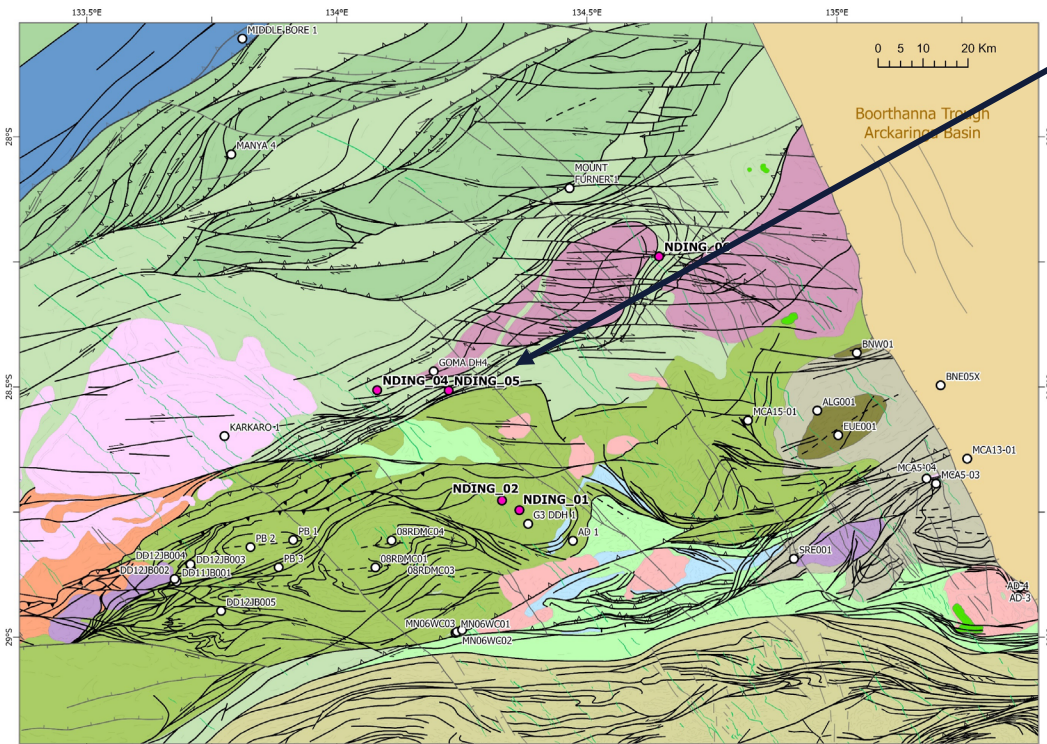 133.5°E
134°E
134.5°E
135°E
MIDDLE BORE 1
0 5 10 20 Km
Boorthanna Trough
Arckaringa Basin
28°S
MANYA 4
MOUNT
FURNER 1
GOMA DH4
BNW01
28.5°S
NDING_04
NDING_05
BNE05X
ALG001
MCA15-01
KARKARO 1
EUE001
MCA13-01
MCA5-04
MCA5-03
NDING_02
NDING_01
G3 DDH 1
PB 1
08RDMC04
AD 1
PB 2
DD12JB004
DD12JB003
SRE001
08RDMC01
PB 3
DD12JB002
DD11JB001
08RDMC03
AD-4
AD-3
DD12JB005
MN06WC03
MN06WC01
29°S
MN06WC02